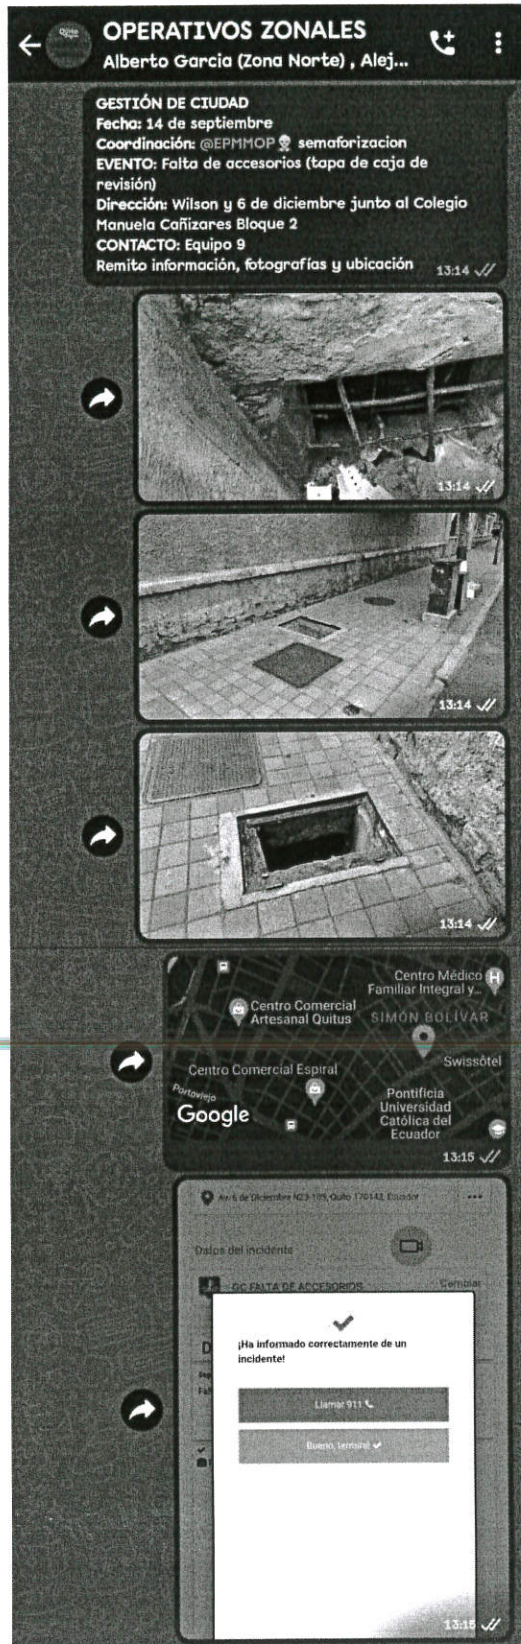 OPERATIVOS ZONALES
Alberto Garcia (Zona Norte) , Alej...
GESTIÓN DE CIUDAD
Fecha: 14 de septiembre
Coordinación: @EPMMOP semaforizacion
EVENTO: Falta de accesorios (tapa de caja de
revisión)
Dirección: Wilson y 6 de diciembre junto al Colegio
Manuela Cañizares Bloque 2
CONTACTO: Equipo 9
Remito información, fotografías y ubicación
13:14
13:14
13:14
13:14
Centro Médico
Familiar Integral y...
Centro Comercial
Artesanal Quitus
SIMÓN BOLÍVAR
Swissôtel
Centro Comercial Espiral
Portoviejo
Pontificia
Universidad
Católica del
Ecuador
Google
13:15
Av. 6 de Diciembre N23-189, Quito 170143, Ecuador
Datos del incidente
GC FALTA DE ACCESORIOS
Cambiar
D
¡Ha informado correctamente de un
incidente!
Llamar 911
Bueno, terminé
13:15